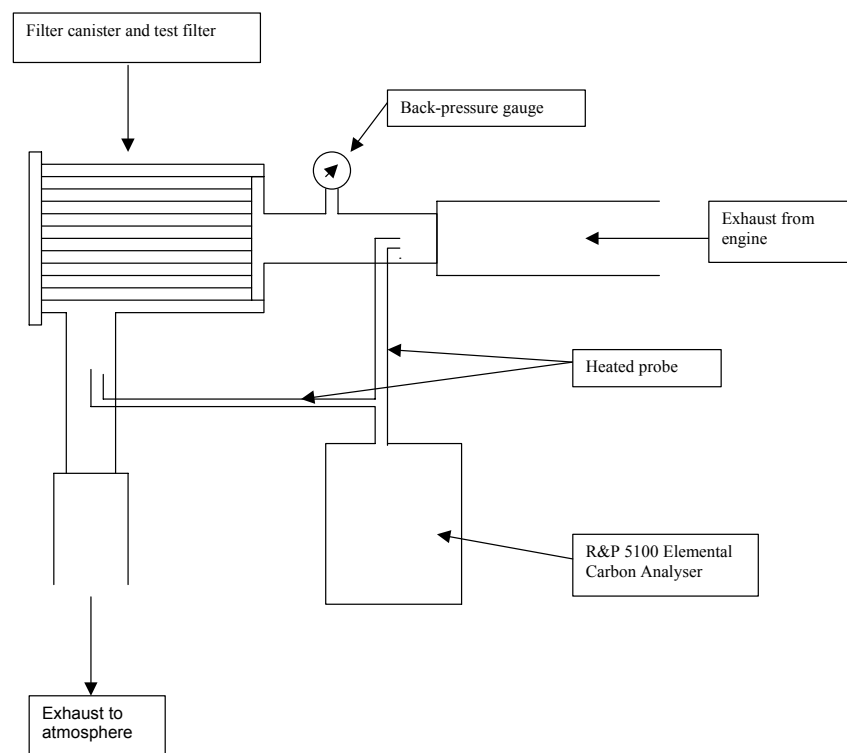 Filter canister and test filter
Back-pressure gauge
Exhaust from
engine
Heated probe
R&P 5100 Elemental
Carbon Analyser
Exhaust to
atmosphere